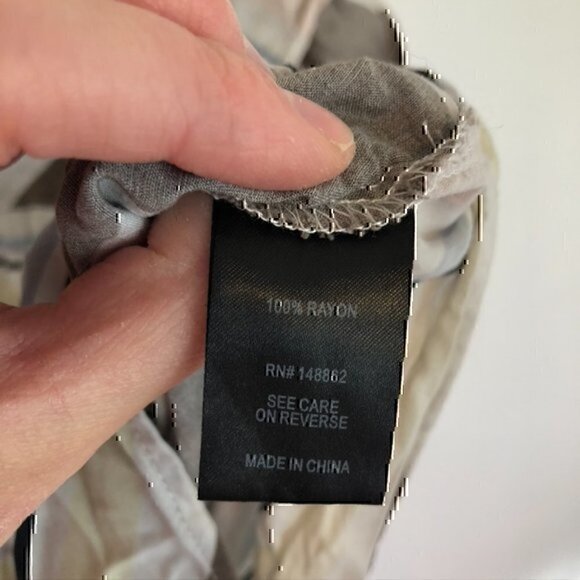 100% RAYON
RN# 148862
SEE CARE
ON REVERSE
MADE IN CHINA